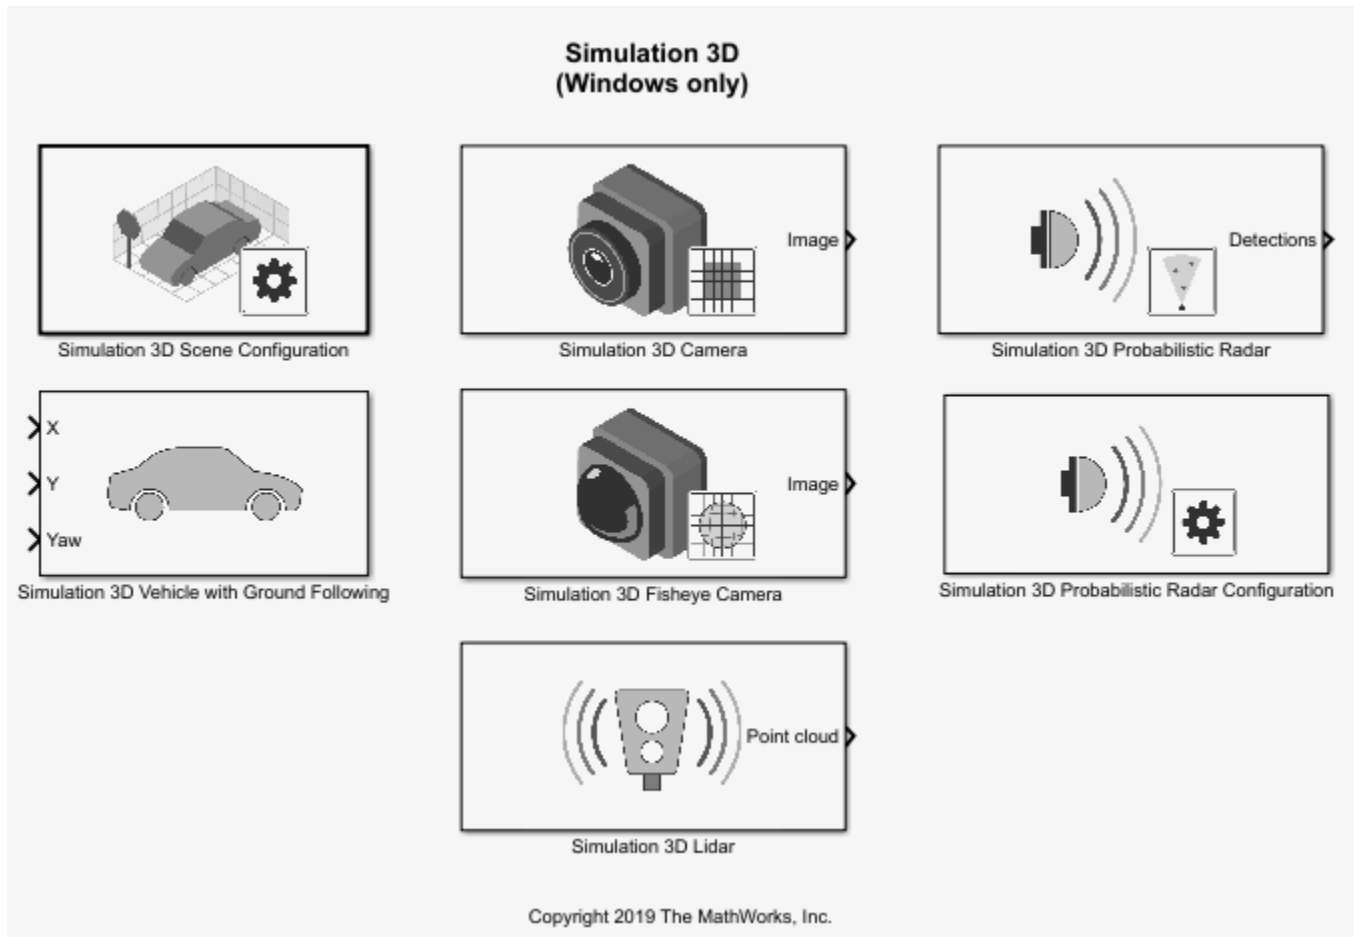 Simulation 3D
(Windows only)
Simulation 3D Scene Configuration
Image
Simulation 3D Camera
Detections
Simulation 3D Probabilistic Radar
X
Y
Yaw
Simulation 3D Vehicle with Ground Following
Image
Simulation 3D Fisheye Camera
Simulation 3D Probabilistic Radar Configuration
Point cloud
Simulation 3D Lidar
Copyright 2019 The MathWorks, Inc.